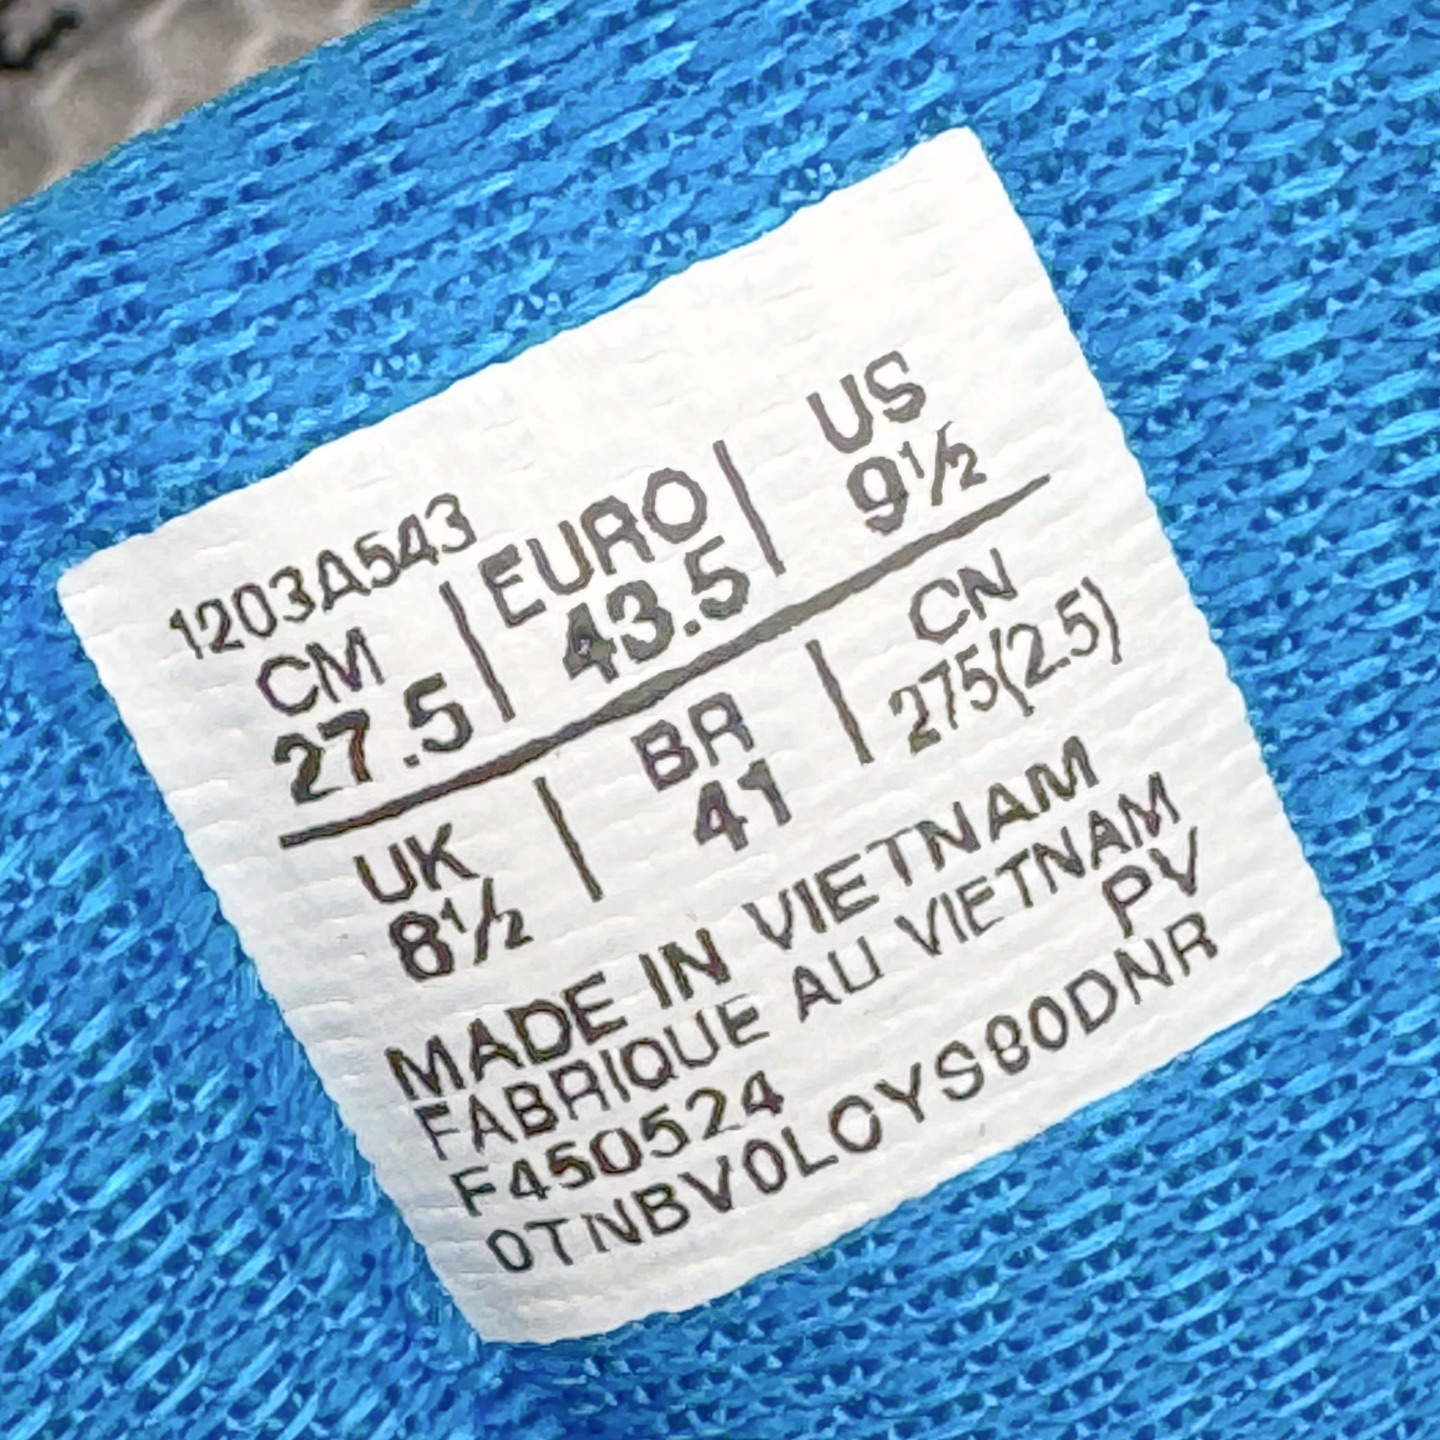 1203A543
CM EURO US
27.5 43.5 9½
UK BR CN
8½ 41 275(2.5)
MADE IN VIETNAM
FABRIQUE AU VIETNAM
F450524 PV
0TNBV0LCYS80DNR